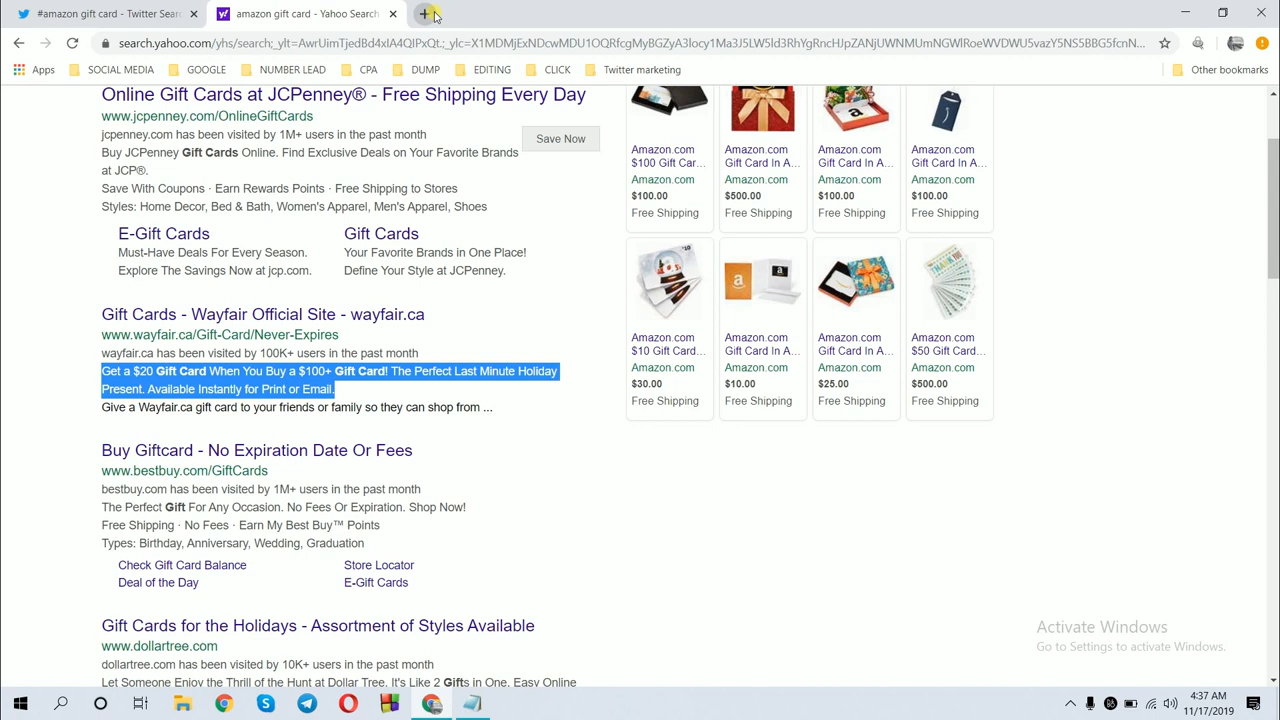 #amazon gift card - Twitter Sear
amazon gift card - Yahoo Search
search.yahoo.com/yhs/search;_ylt=AwrUimTjedBd4xIA4QIPxQt.;_ylc=X1MDMjExNDcwMDU1OQRfcgMyBGZyA3locy1Ma3J5LW5ld3RhYgRncHJpZANjUWNMUmNGWlRoeWVDWU5vazY5NS5BBG5fcnN...
Apps SOCIAL MEDIA GOOGLE NUMBER LEAD CPA DUMP EDITING CLICK Twitter marketing Other bookmarks
Online Gift Cards at JCPenney® - Free Shipping Every Day
www.jcpenney.com/OnlineGiftCards
jcpenney.com has been visited by 1M+ users in the past month
Save Now
Buy JCPenney Gift Cards Online. Find Exclusive Deals on Your Favorite Brands
at JCP®.
Save With Coupons · Earn Rewards Points · Free Shipping to Stores
Styles: Home Decor, Bed & Bath, Women's Apparel, Men's Apparel, Shoes
E-Gift Cards
Must-Have Deals For Every Season.
Explore The Savings Now at jcp.com.
Gift Cards
Your Favorite Brands in One Place!
Define Your Style at JCPenney.
Gift Cards - Wayfair Official Site - wayfair.ca
www.wayfair.ca/Gift-Card/Never-Expires
wayfair.ca has been visited by 100K+ users in the past month
Get a $20 Gift Card When You Buy a $100+ Gift Card! The Perfect Last Minute Holiday
Present. Available Instantly for Print or Email.
Give a Wayfair.ca gift card to your friends or family so they can shop from ...
Buy Giftcard - No Expiration Date Or Fees
www.bestbuy.com/GiftCards
bestbuy.com has been visited by 1M+ users in the past month
The Perfect Gift For Any Occasion. No Fees Or Expiration. Shop Now!
Free Shipping · No Fees · Earn My Best Buy™ Points
Types: Birthday, Anniversary, Wedding, Graduation
Check Gift Card Balance
Deal of the Day
Store Locator
E-Gift Cards
Gift Cards for the Holidays - Assortment of Styles Available
www.dollartree.com
dollartree.com has been visited by 10K+ users in the past month
Let Someone Enjoy the Thrill of the Hunt at Dollar Tree. It's Like 2 Gifts in One. Easy Online
Amazon.com
$100 Gift Car...
Amazon.com
$100.00
Free Shipping
Amazon.com
Gift Card In A...
Amazon.com
$500.00
Free Shipping
Amazon.com
Gift Card In A...
Amazon.com
$100.00
Free Shipping
Amazon.com
Gift Card In A...
Amazon.com
$100.00
Free Shipping
Amazon.com
$10 Gift Card...
Amazon.com
$30.00
Free Shipping
Amazon.com
Gift Card In A...
Amazon.com
$10.00
Free Shipping
Amazon.com
Gift Card In A...
Amazon.com
$25.00
Free Shipping
Amazon.com
$50 Gift Card...
Amazon.com
$500.00
Free Shipping
Activate Windows
Go to Settings to activate Windows.
4:37 AM
11/17/2019